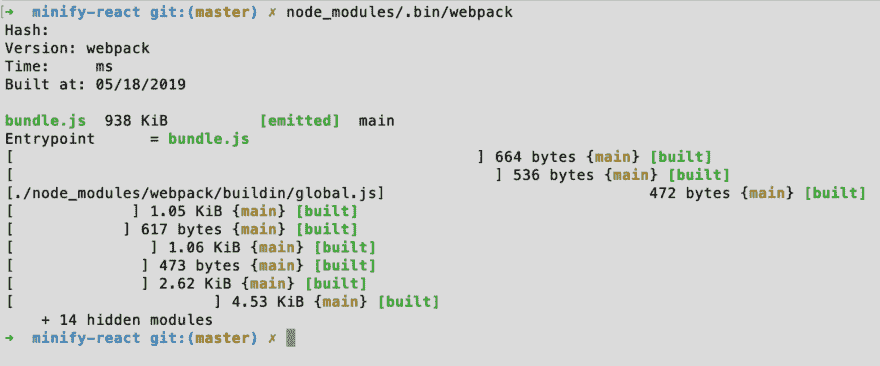 [➜ minify-react git:(master) ✗ node_modules/.bin/webpack
Hash:
Version: webpack
Time: ms
Built at: 05/18/2019
bundle.js 938 KiB [emitted] main
Entrypoint = bundle.js
[ ] 664 bytes {main} [built]
[ ] 536 bytes {main} [built]
[./node_modules/webpack/buildin/global.js] 472 bytes {main} [built]
[ ] 1.05 KiB {main} [built]
[ ] 617 bytes {main} [built]
[ ] 1.06 KiB {main} [built]
[ ] 473 bytes {main} [built]
[ ] 2.62 KiB {main} [built]
[ ] 4.53 KiB {main} [built]
+ 14 hidden modules
➜ minify-react git:(master) ✗